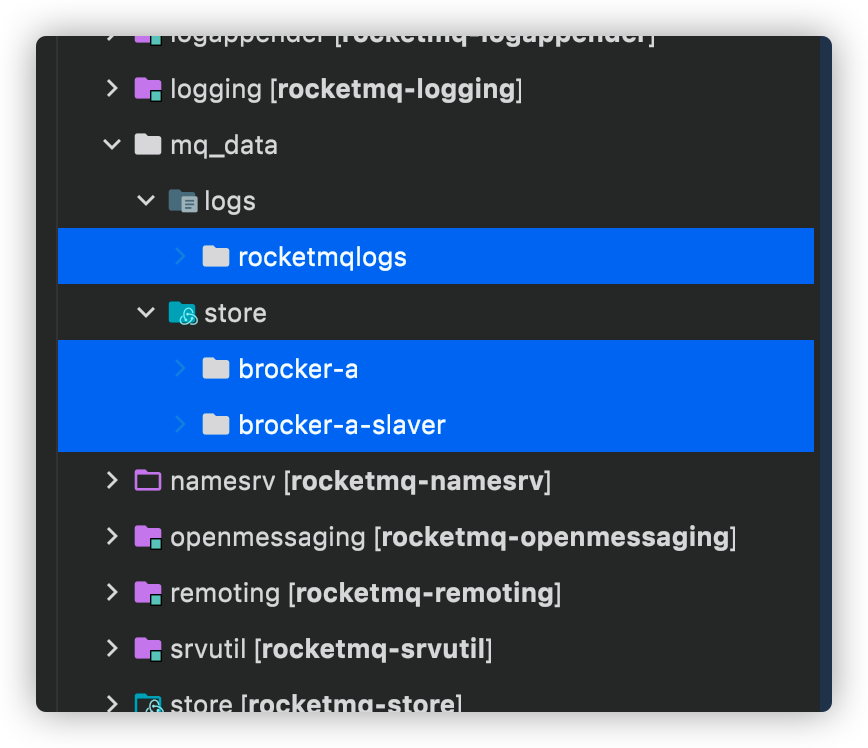 logappender [rocketmq-logappender]
logging [rocketmq-logging]
mq_data
logs
rocketmqlogs
store
brocker-a
brocker-a-slaver
namesrv [rocketmq-namesrv]
openmessaging [rocketmq-openmessaging]
remoting [rocketmq-remoting]
srvutil [rocketmq-srvutil]
store [rocketmq-store]